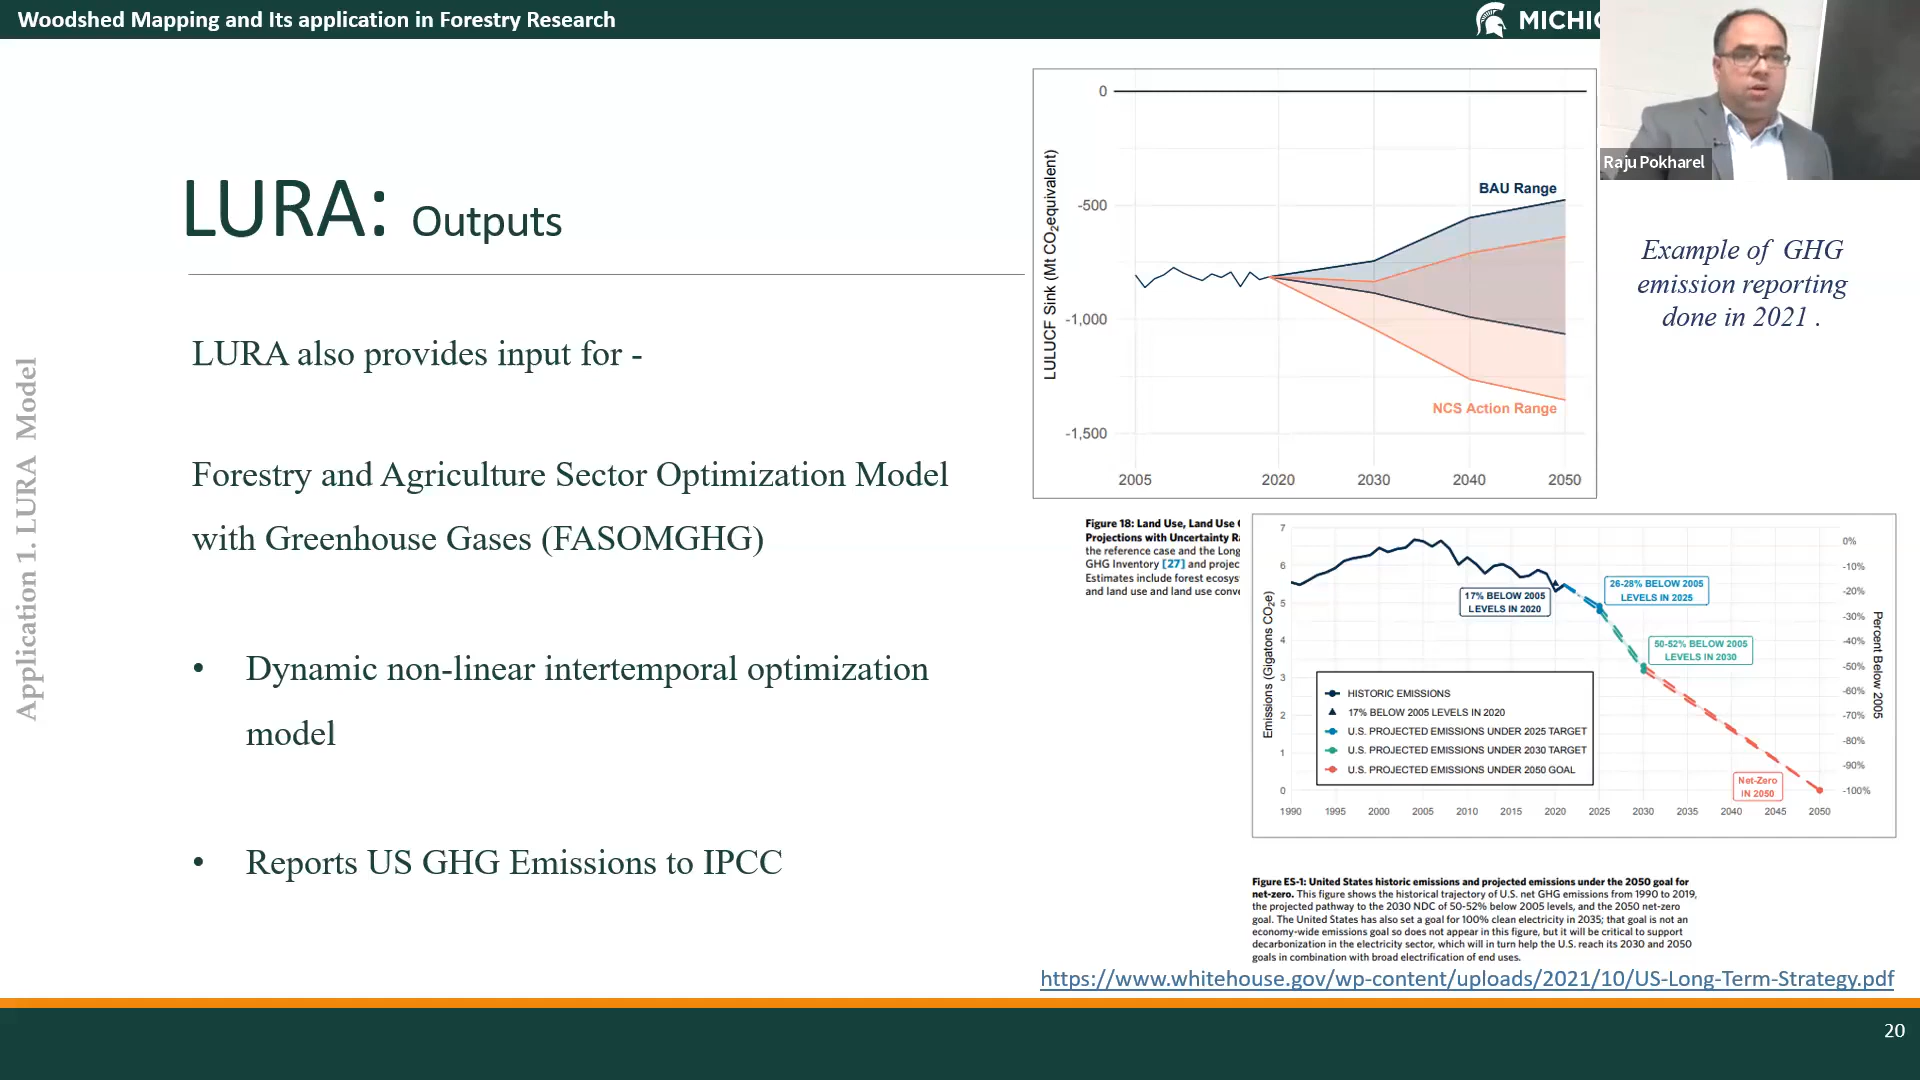 Woodshed Mapping and Its application in Forestry Research
Raju Pokharel
LURA: Outputs
LURA also provides input for -
Forestry and Agriculture Sector Optimization Model
with Greenhouse Gases (FASOMGHG)
• Dynamic non-linear intertemporal optimization
model
• Reports US GHG Emissions to IPCC
Application 1. LURA Model
LULUCF Sink (Mt CO2equivalent)
0
-500
-1,000
-1,500
BAU Range
NCS Action Range
2005 2020 2030 2040 2050
Example of GHG
emission reporting
done in 2021 .
Figure 18: Land Use, Land Use
Projections with Uncertainty
the reference case and the Long
GHG Inventory [27] and
Estimates include forest
and land use and land use
Emissions (Gigatons CO2e)
7
6
5
4
3
2
1
0
17% BELOW 2005
LEVELS IN 2020
26-28% BELOW 2005
LEVELS IN 2025
50-52% BELOW 2005
LEVELS IN 2030
Net-Zero
IN 2050
HISTORIC EMISSIONS
17% BELOW 2005 LEVELS IN 2020
U.S. PROJECTED EMISSIONS UNDER 2025 TARGET
U.S. PROJECTED EMISSIONS UNDER 2030 TARGET
U.S. PROJECTED EMISSIONS UNDER 2050 GOAL
0%
-10%
-20%
-30%
-40%
-50%
-60%
-70%
-80%
-90%
-100%
Percent Below 2005
1990 1995 2000 2005 2010 2015 2020 2025 2030 2035 2040 2045 2050
Figure ES-1: United States historic emissions and projected emissions under the 2050 goal for
net-zero. This figure shows the historical trajectory of U.S. net GHG emissions from 1990 to 2019,
the projected pathway to the 2030 NDC of 50-52% below 2005 levels, and the 2050 net-zero
goal. The United States has also set a goal for 100% clean electricity in 2035; that goal is not an
economy-wide emissions goal so does not appear in this figure, but it will be critical to support
decarbonization in the electricity sector, which will in turn help the U.S. reach its 2030 and 2050
goals in combination with broad electrification of end uses.
https://www.whitehouse.gov/wp-content/uploads/2021/10/US-Long-Term-Strategy.pdf
20